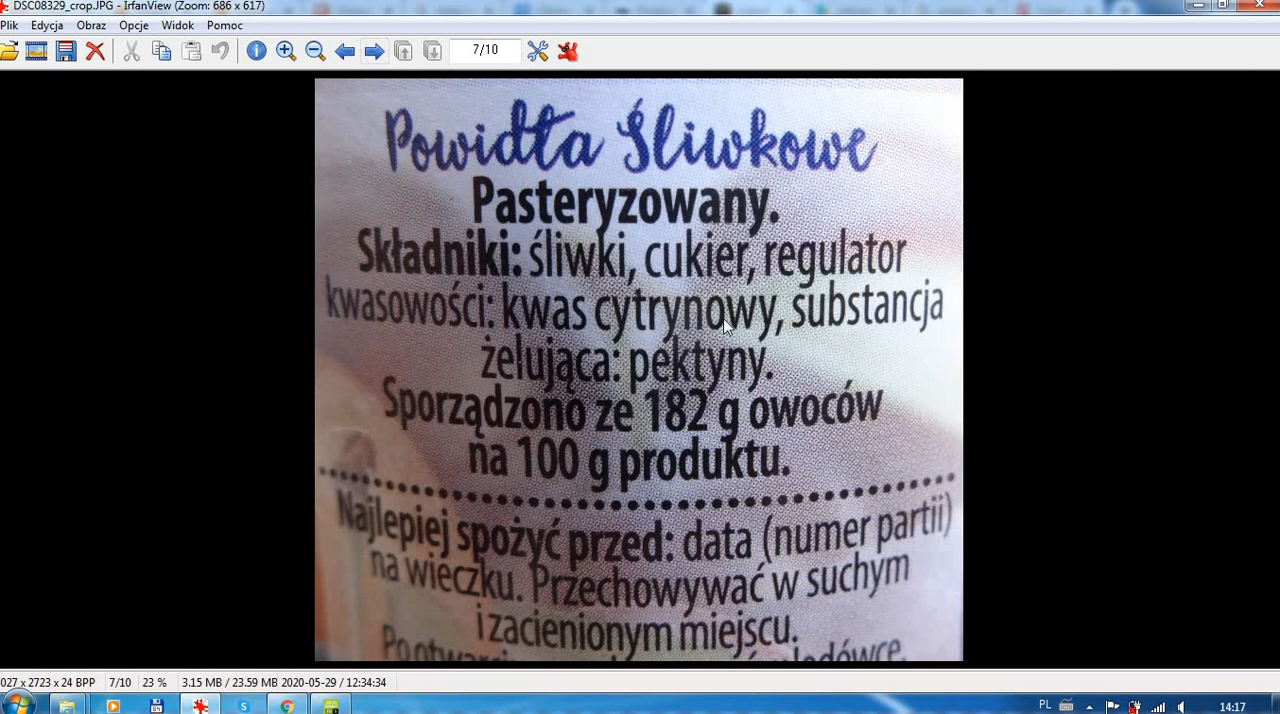 DSC08329_crop.JPG - IrfanView (Zoom: 686 x 617)
Plik Edycja Obraz Opcje Widok Pomoc
7/10
Powidła Śliwkowe
Pasteryzowany.
Składniki: śliwki, cukier, regulator
kwasowości: kwas cytrynowy, substancja
żelująca: pektyny.
Sporządzono ze 182 g owoców
na 100 g produktu.
Najlepiej spożyć przed: data (numer partii)
na wieczku. Przechowywać w suchym
i zacienionym miejscu.
027 x 2723 x 24 BPP 7/10 23 % 3.15 MB / 23.59 MB 2020-05-29 / 12:34:34
PL 14:17